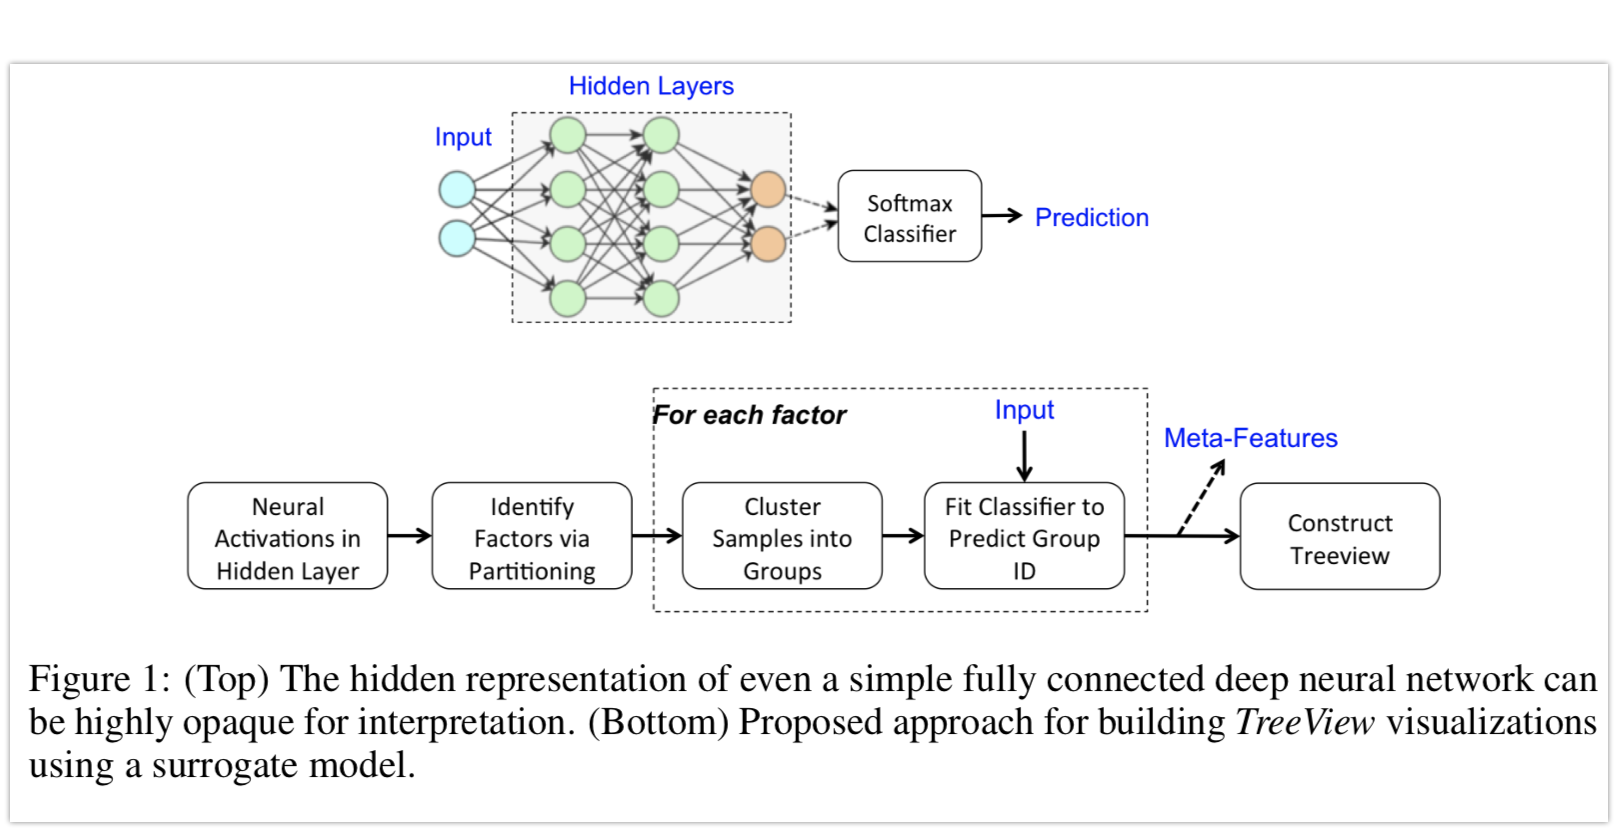 Hidden Layers
Input
Softmax
Classifier
Prediction
For each factor
Input
Meta-Features
Neural
Activations in
Hidden Layer
Identify
Factors via
Partitioning
Cluster
Samples into
Groups
Fit Classifier to
Predict Group
ID
Construct
Treeview
Figure 1: (Top) The hidden representation of even a simple fully connected deep neural network can
be highly opaque for interpretation. (Bottom) Proposed approach for building TreeView visualizations
using a surrogate model.